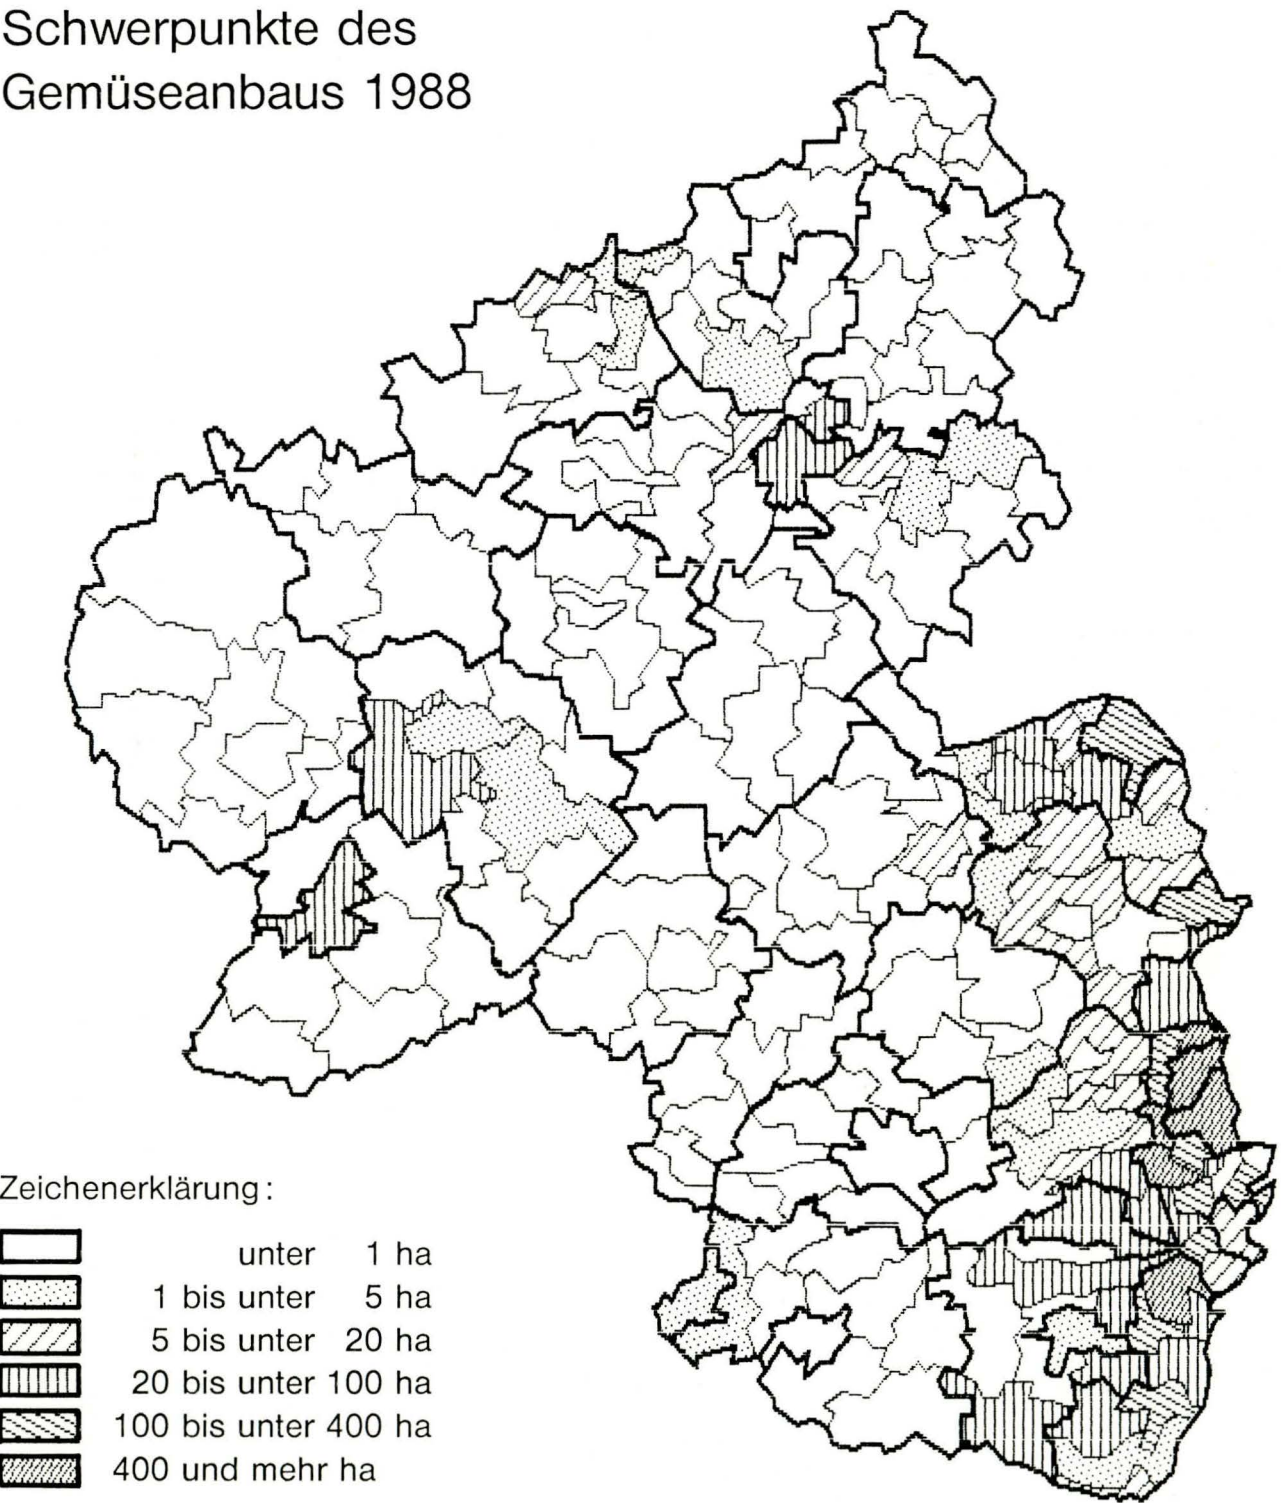 Schwerpunkte des
Gemüseanbaus 1988
Zeichenerklärung:
unter 1 ha
1 bis unter 5 ha
5 bis unter 20 ha
20 bis unter 100 ha
100 bis unter 400 ha
400 und mehr ha